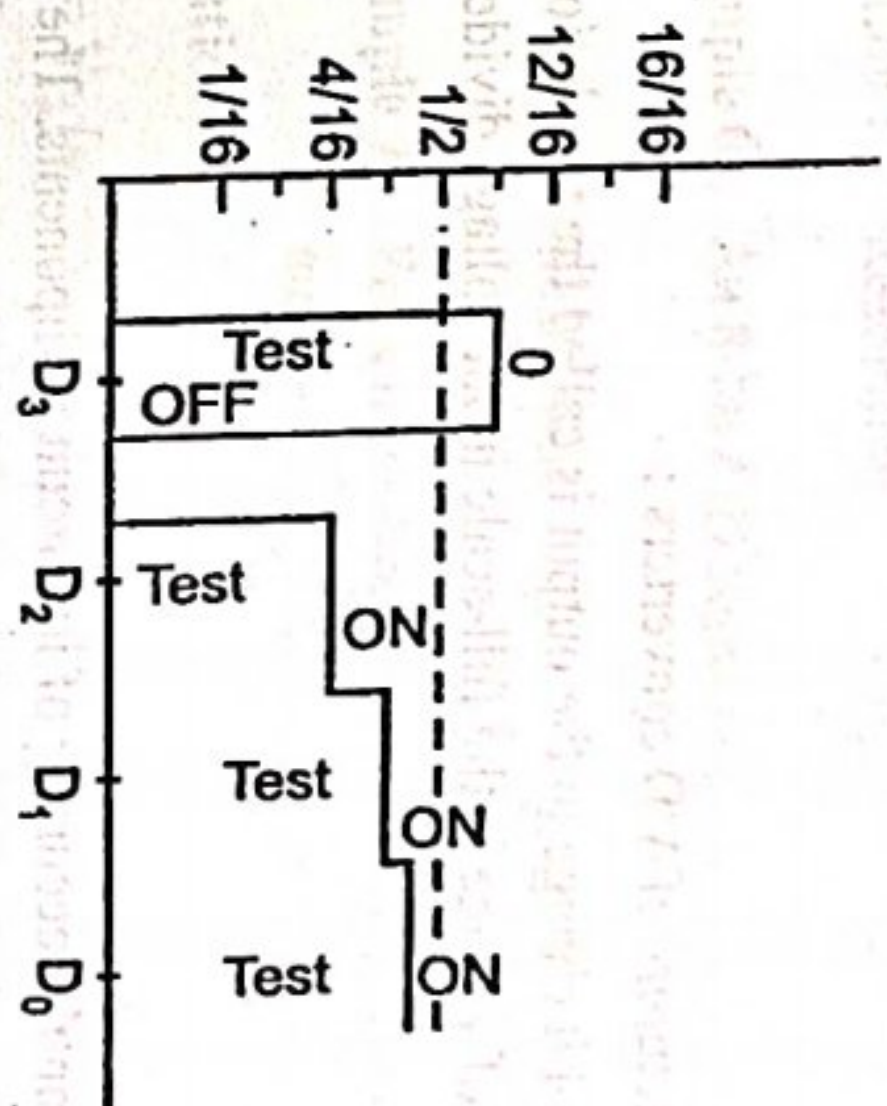 16/16
12/16
1/2
4/16
1/16
Test
OFF
0
Test
ON
Test
ON
Test
ON
D₃
D₂
D₁
D₀